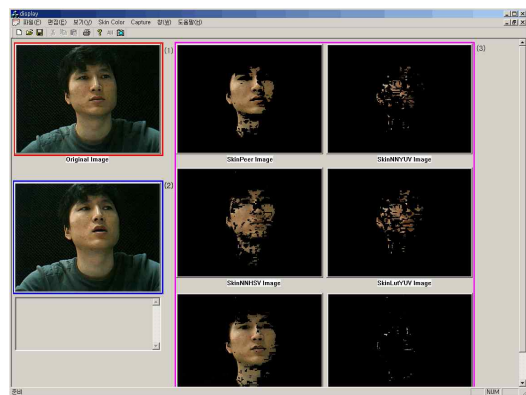 display
파일(F) 편집(E) 보기(V) Skin Color Capture 창(W) 도움말(H)
(1)
(3)
Original Image
SkinPeer Image
SkinNNYUV Image
(2)
SkinNNHSV Image
SkinLutYUV Image
준비
NUM